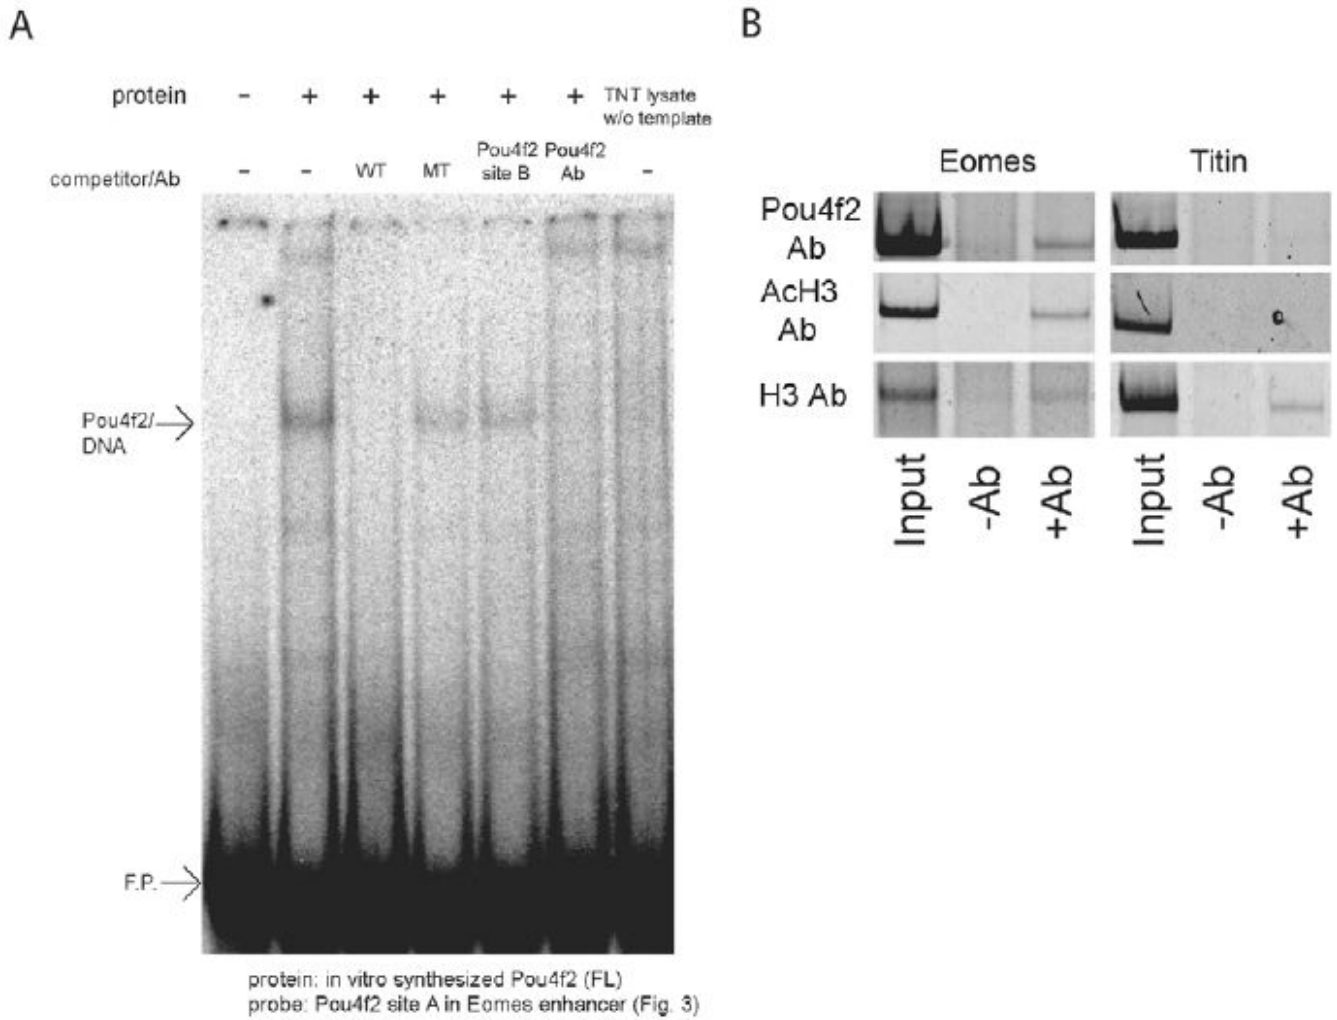 A
B
protein - + + + + + TNT lysate
w/o template
competitor/Ab - - WT MT Pou4f2 site B Pou4f2 Ab -
Pou4f2/
DNA
F.P.
protein: in vitro synthesized Pou4f2 (FL)
probe: Pou4f2 site A in Eomes enhancer (Fig. 3)
Eomes Titin
Pou4f2
Ab
AcH3
Ab
H3 Ab
Input -Ab +Ab Input -Ab +Ab